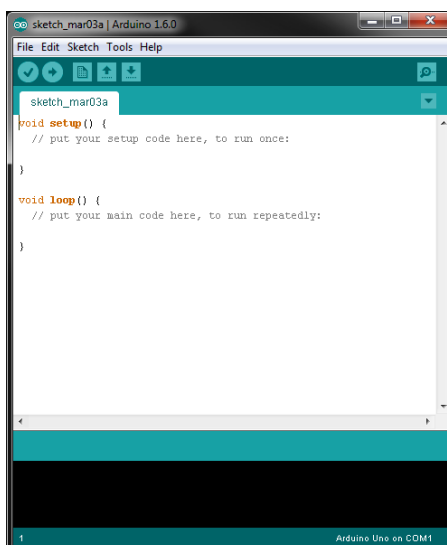 sketch_mar03a | Arduino 1.6.0
File Edit Sketch Tools Help
sketch_mar03a
void setup() {
  // put your setup code here, to run once:

}

void loop() {
  // put your main code here, to run repeatedly:

}
1
Arduino Uno on COM1